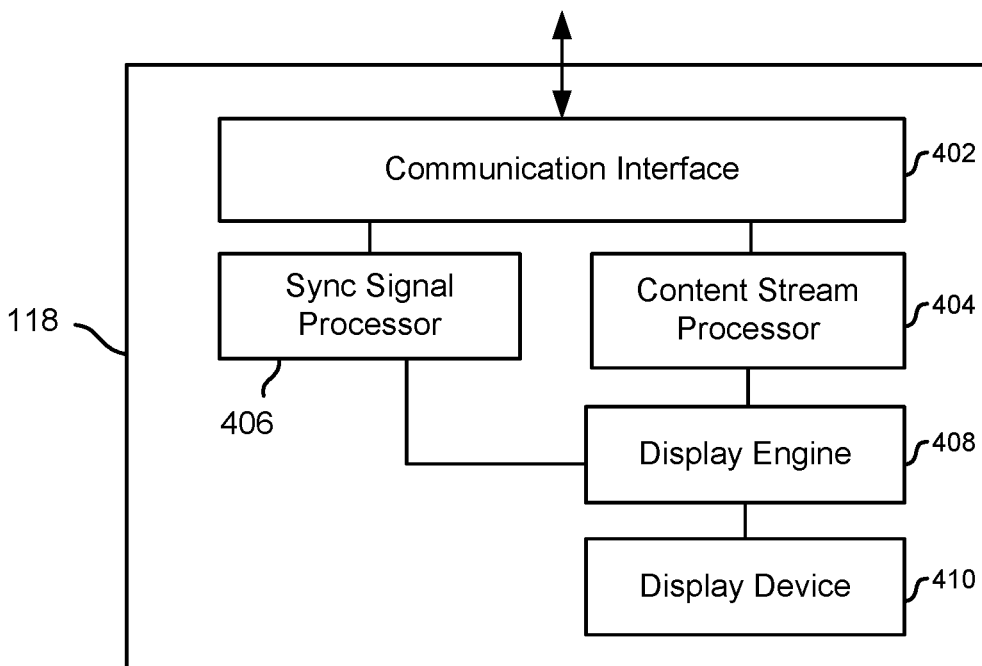 Communication Interface
402
Sync Signal
Processor
Content Stream
Processor
404
118
406
Display Engine
408
Display Device
410